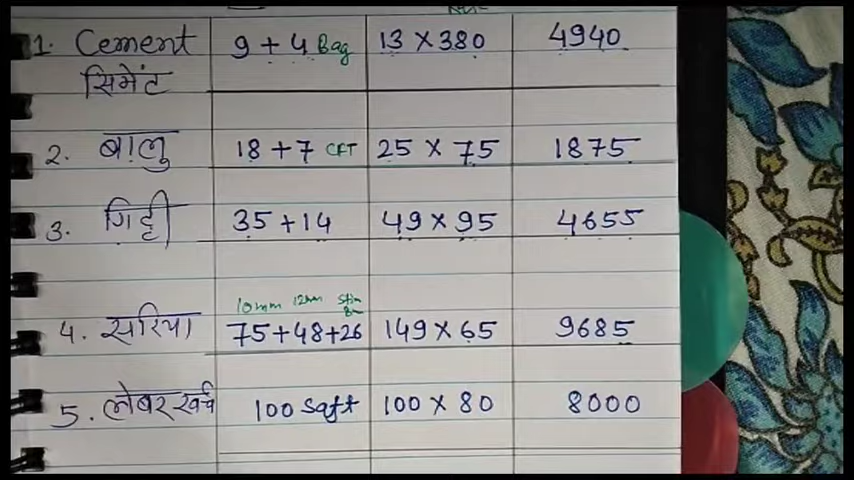 1. Cement 9 + 4 Bag 13 × 380 4940
सिमेंट
2. बालु 18 + 7 CFT 25 × 75 1875
3. गिट्टी 35 + 14 49 × 95 4655
10mm 12mm
4. सरिया 75 + 48 + 26 149 × 65 9685
5. लेबर खर्च 100 Sqft 100 × 80 8000